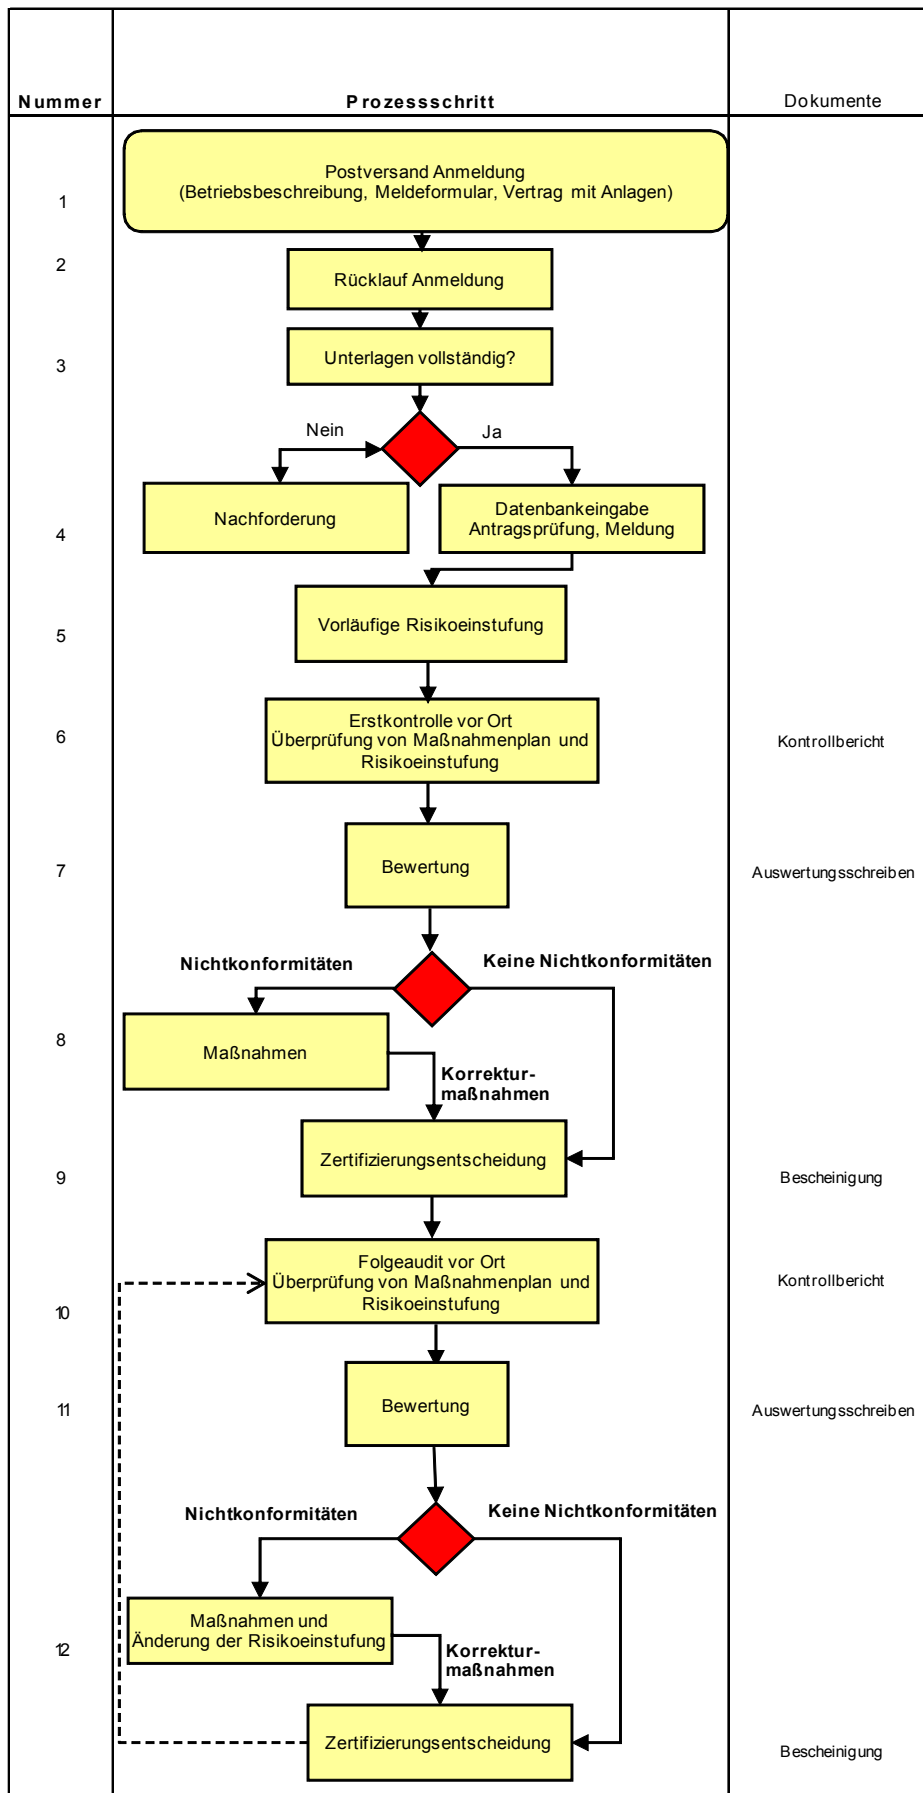 Nummer
Prozessschritt
Dokumente
1
Postversand Anmeldung
(Betriebsbeschreibung, Meldeformular, Vertrag mit Anlagen)
2
Rücklauf Anmeldung
3
Unterlagen vollständig?
Nein
Ja
4
Nachforderung
Datenbankeingabe
Antragsprüfung, Meldung
5
Vorläufige Risikoeinstufung
6
Erstkontrolle vor Ort
Überprüfung von Maßnahmenplan und
Risikoeinstufung
Kontrollbericht
7
Bewertung
Auswertungsschreiben
Nichtkonformitäten
Keine Nichtkonformitäten
8
Maßnahmen
Korrektur-
maßnahmen
9
Zertifizierungsentscheidung
Bescheinigung
10
Folgeaudit vor Ort
Überprüfung von Maßnahmenplan und
Risikoeinstufung
Kontrollbericht
11
Bewertung
Auswertungsschreiben
Nichtkonformitäten
Keine Nichtkonformitäten
12
Maßnahmen und
Änderung der Risikoeinstufung
Korrektur-
maßnahmen
Zertifizierungsentscheidung
Bescheinigung